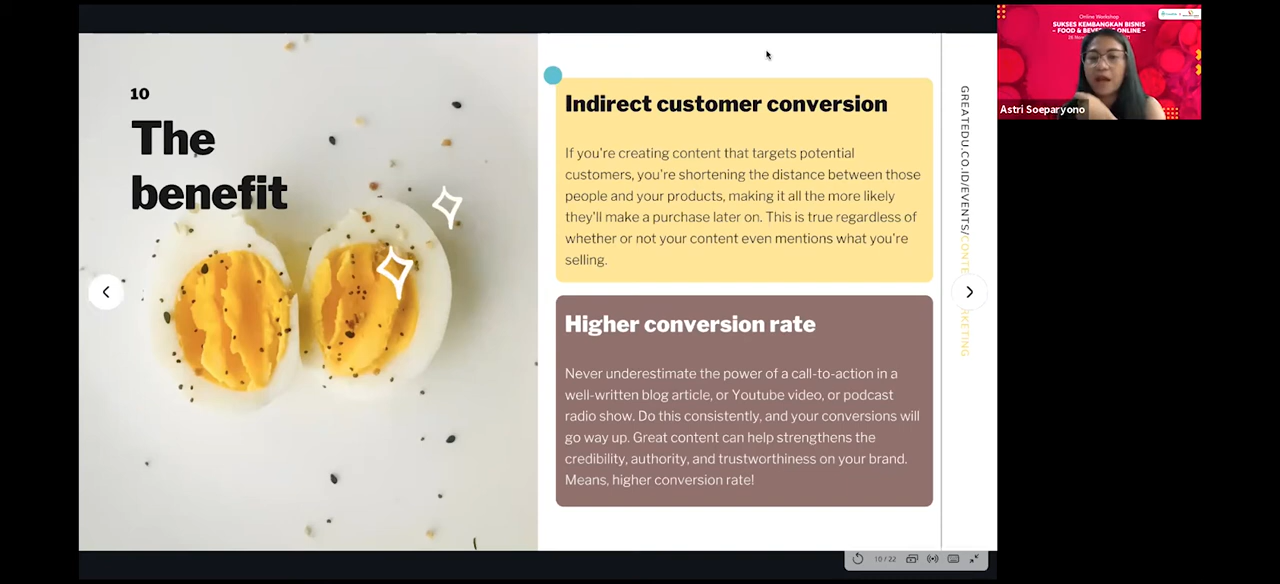 10
The
benefit
Indirect customer conversion
If you're creating content that targets potential
customers, you're shortening the distance between those
people and your products, making it all the more likely
they'll make a purchase later on. This is true regardless of
whether or not your content even mentions what you're
selling.
Higher conversion rate
Never underestimate the power of a call-to-action in a
well-written blog article, or Youtube video, or podcast
radio show. Do this consistently, and your conversions will
go way up. Great content can help strengthens the
credibility, authority, and trustworthiness on your brand.
Means, higher conversion rate!
GREATEDU.CO.ID/EVENTS/
10 / 22
Online Workshop
SUKSES KEMBANGKAN BISNIS
Astri Soeparyono